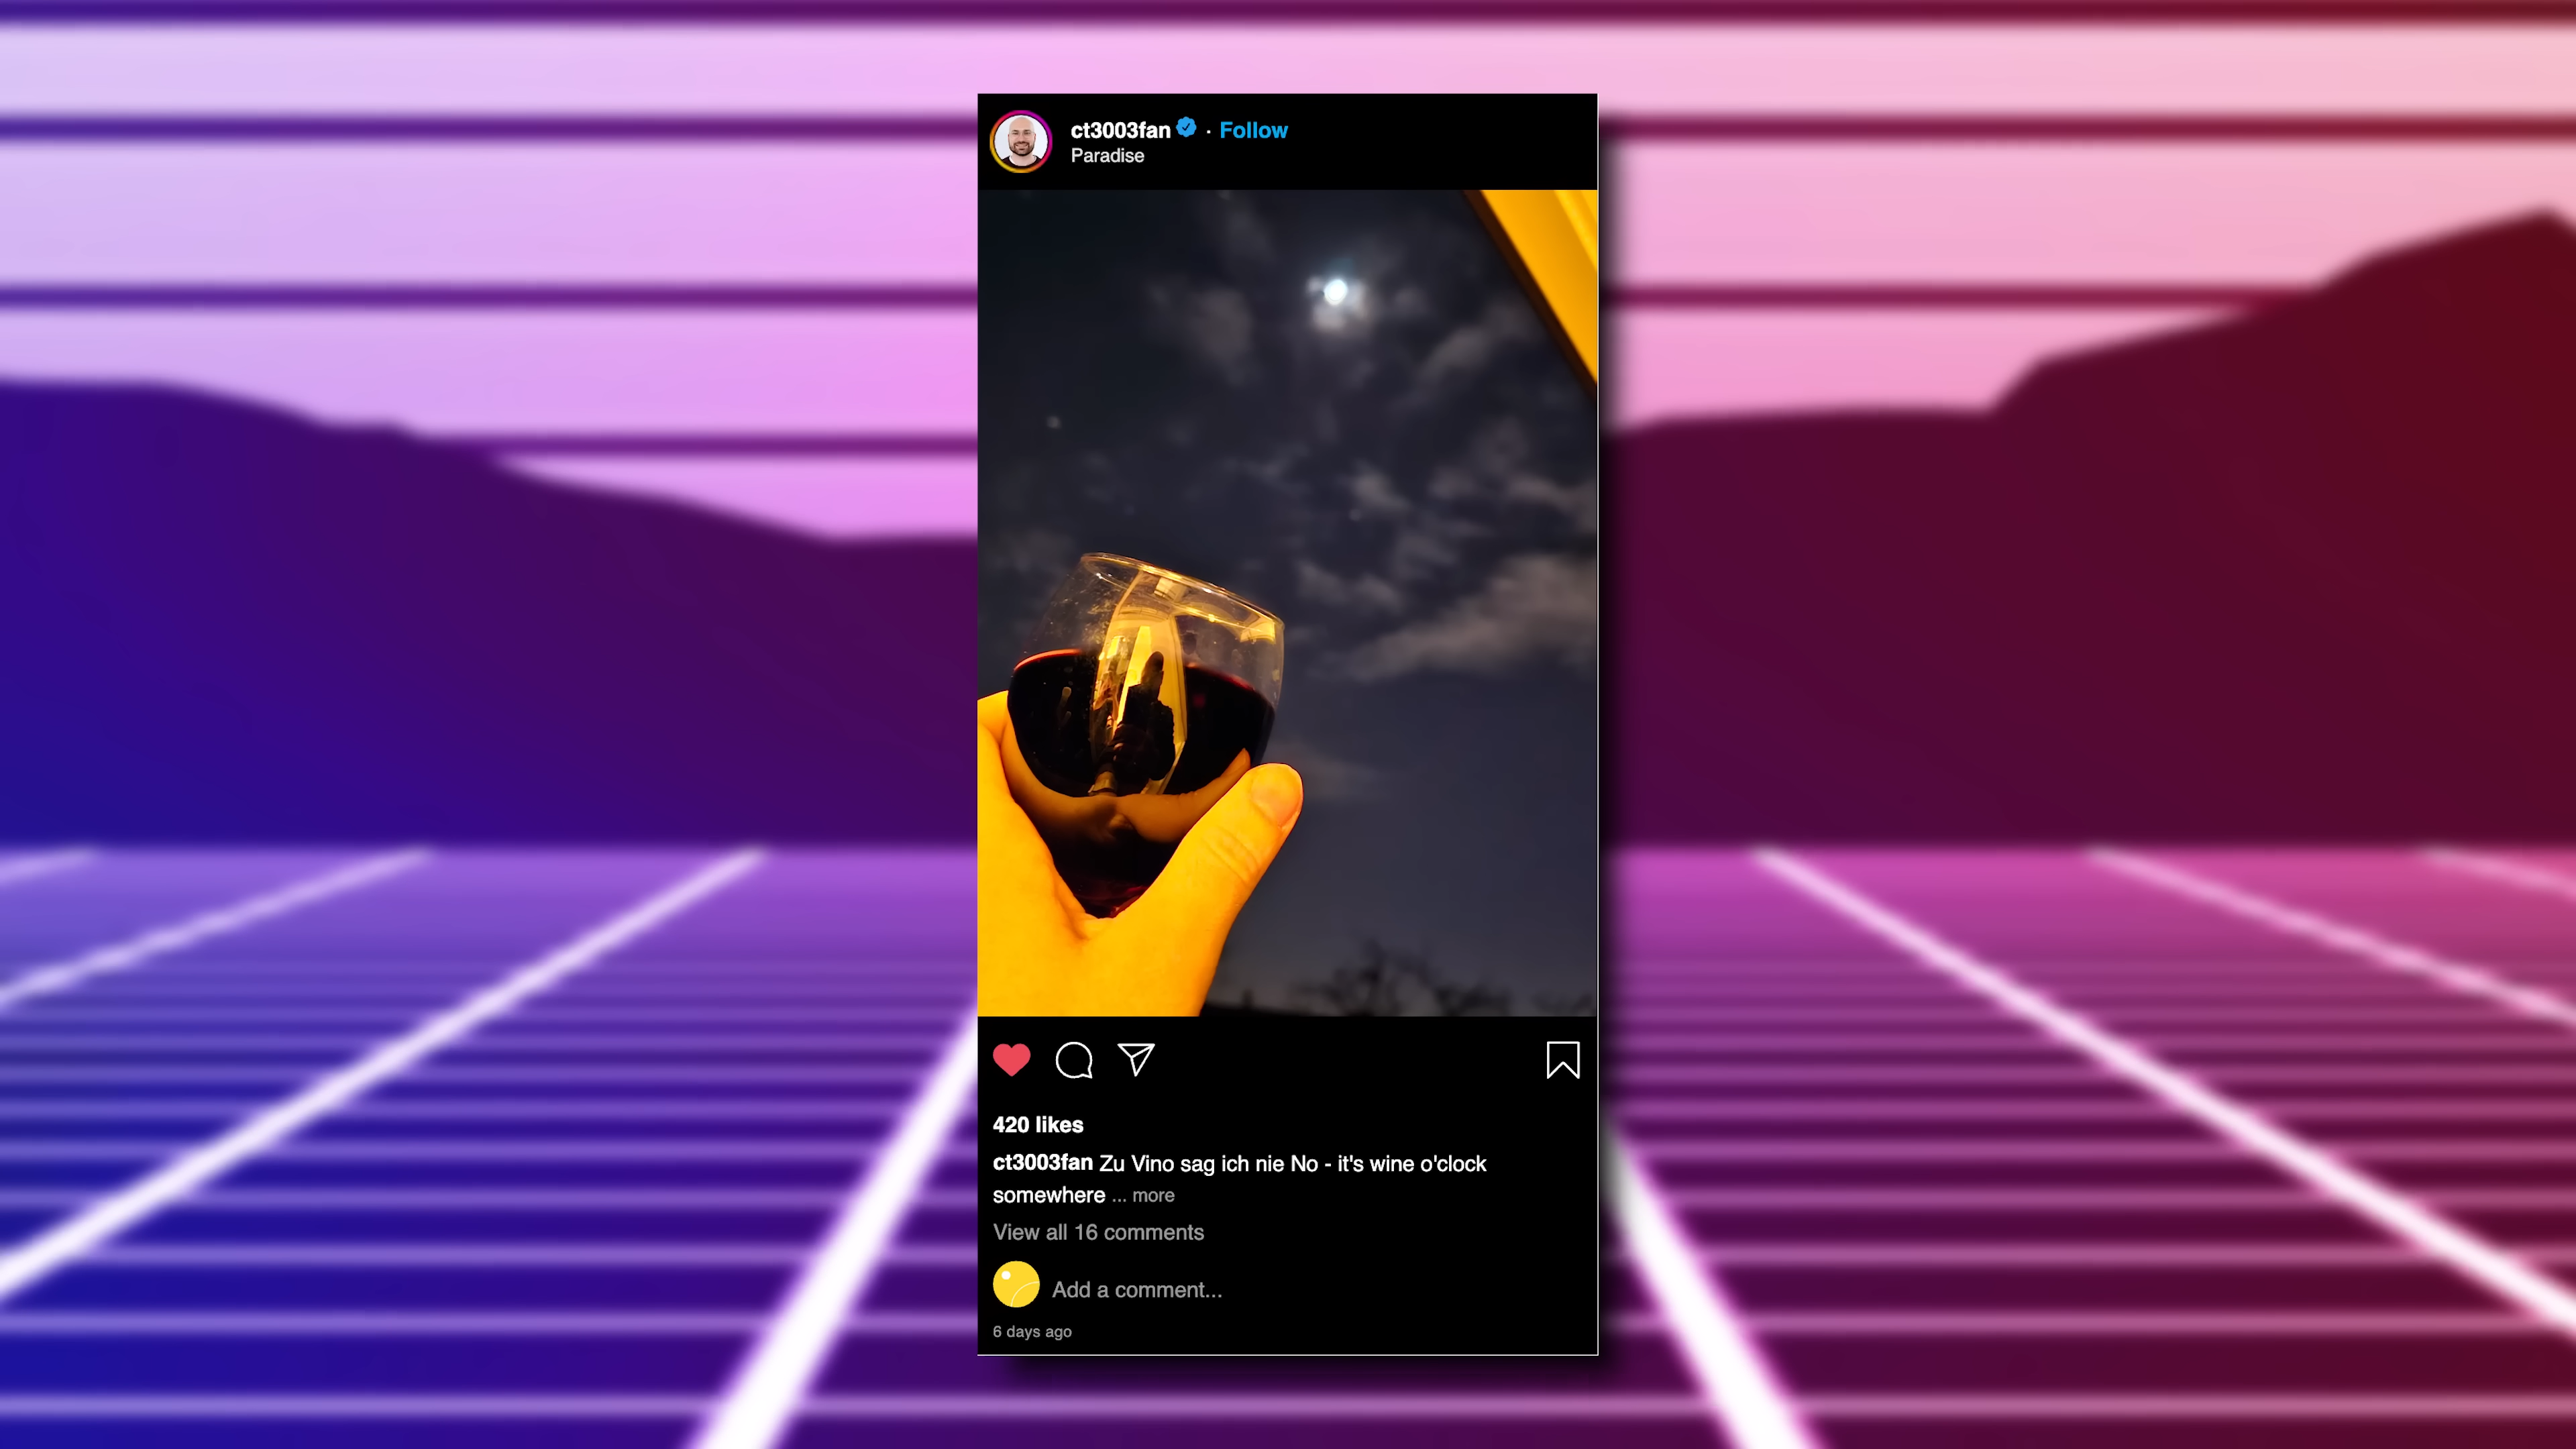 ct3003fan · Follow
Paradise
420 likes
ct3003fan Zu Vino sag ich nie No - it's wine o'clock
somewhere ... more
View all 16 comments
Add a comment...
6 days ago